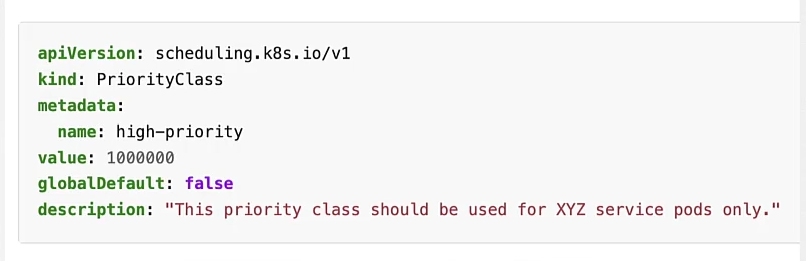 apiVersion: scheduling.k8s.io/v1
kind: PriorityClass
metadata:
  name: high-priority
value: 1000000
globalDefault: false
description: "This priority class should be used for XYZ service pods only."